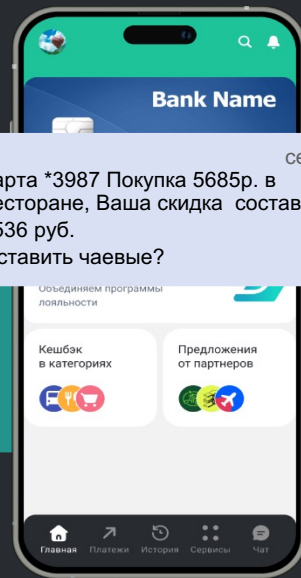 Bank Name
се
арта *3987 Покупка 5685р. в
есторане, Ваша скидка состав
536 руб.
ставить чаевые?
Объединяем программы
лояльности
Кешбэк
в категориях
Предложения
от партнеров
Главная Платежи История Сервисы Чат